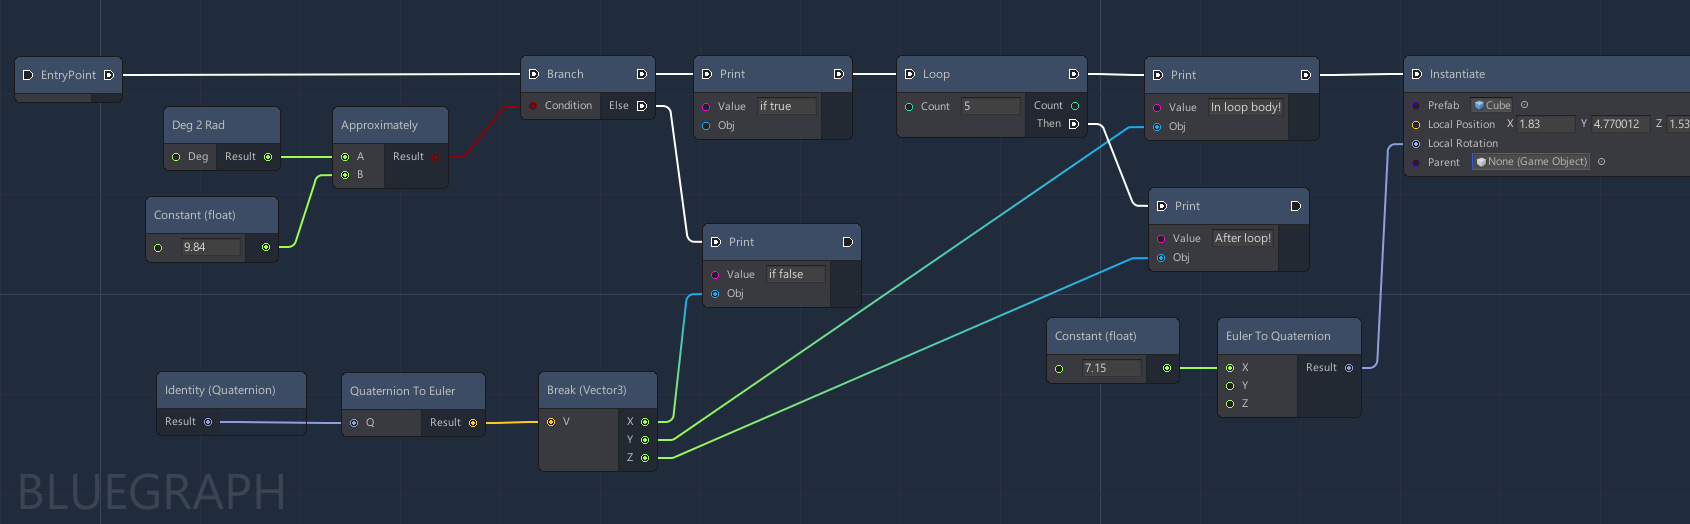 EntryPoint
Branch
Condition
Else
Print
Value if true
Obj
Loop
Count 5
Count
Then
Print
Value In loop body!
Obj
Instantiate
Prefab Cube
Local Position X 1.83 Y 4.770012 Z 1.53
Local Rotation
Parent None (Game Object)
Deg 2 Rad
Deg Result
Approximately
A Result
B
Constant (float)
9.84
Print
Value if false
Obj
Print
Value After loop!
Obj
Constant (float)
7.15
Euler To Quaternion
X Result
Y
Z
Identity (Quaternion)
Result
Quaternion To Euler
Q Result
Break (Vector3)
V X
Y
Z
BLUEGRAPH